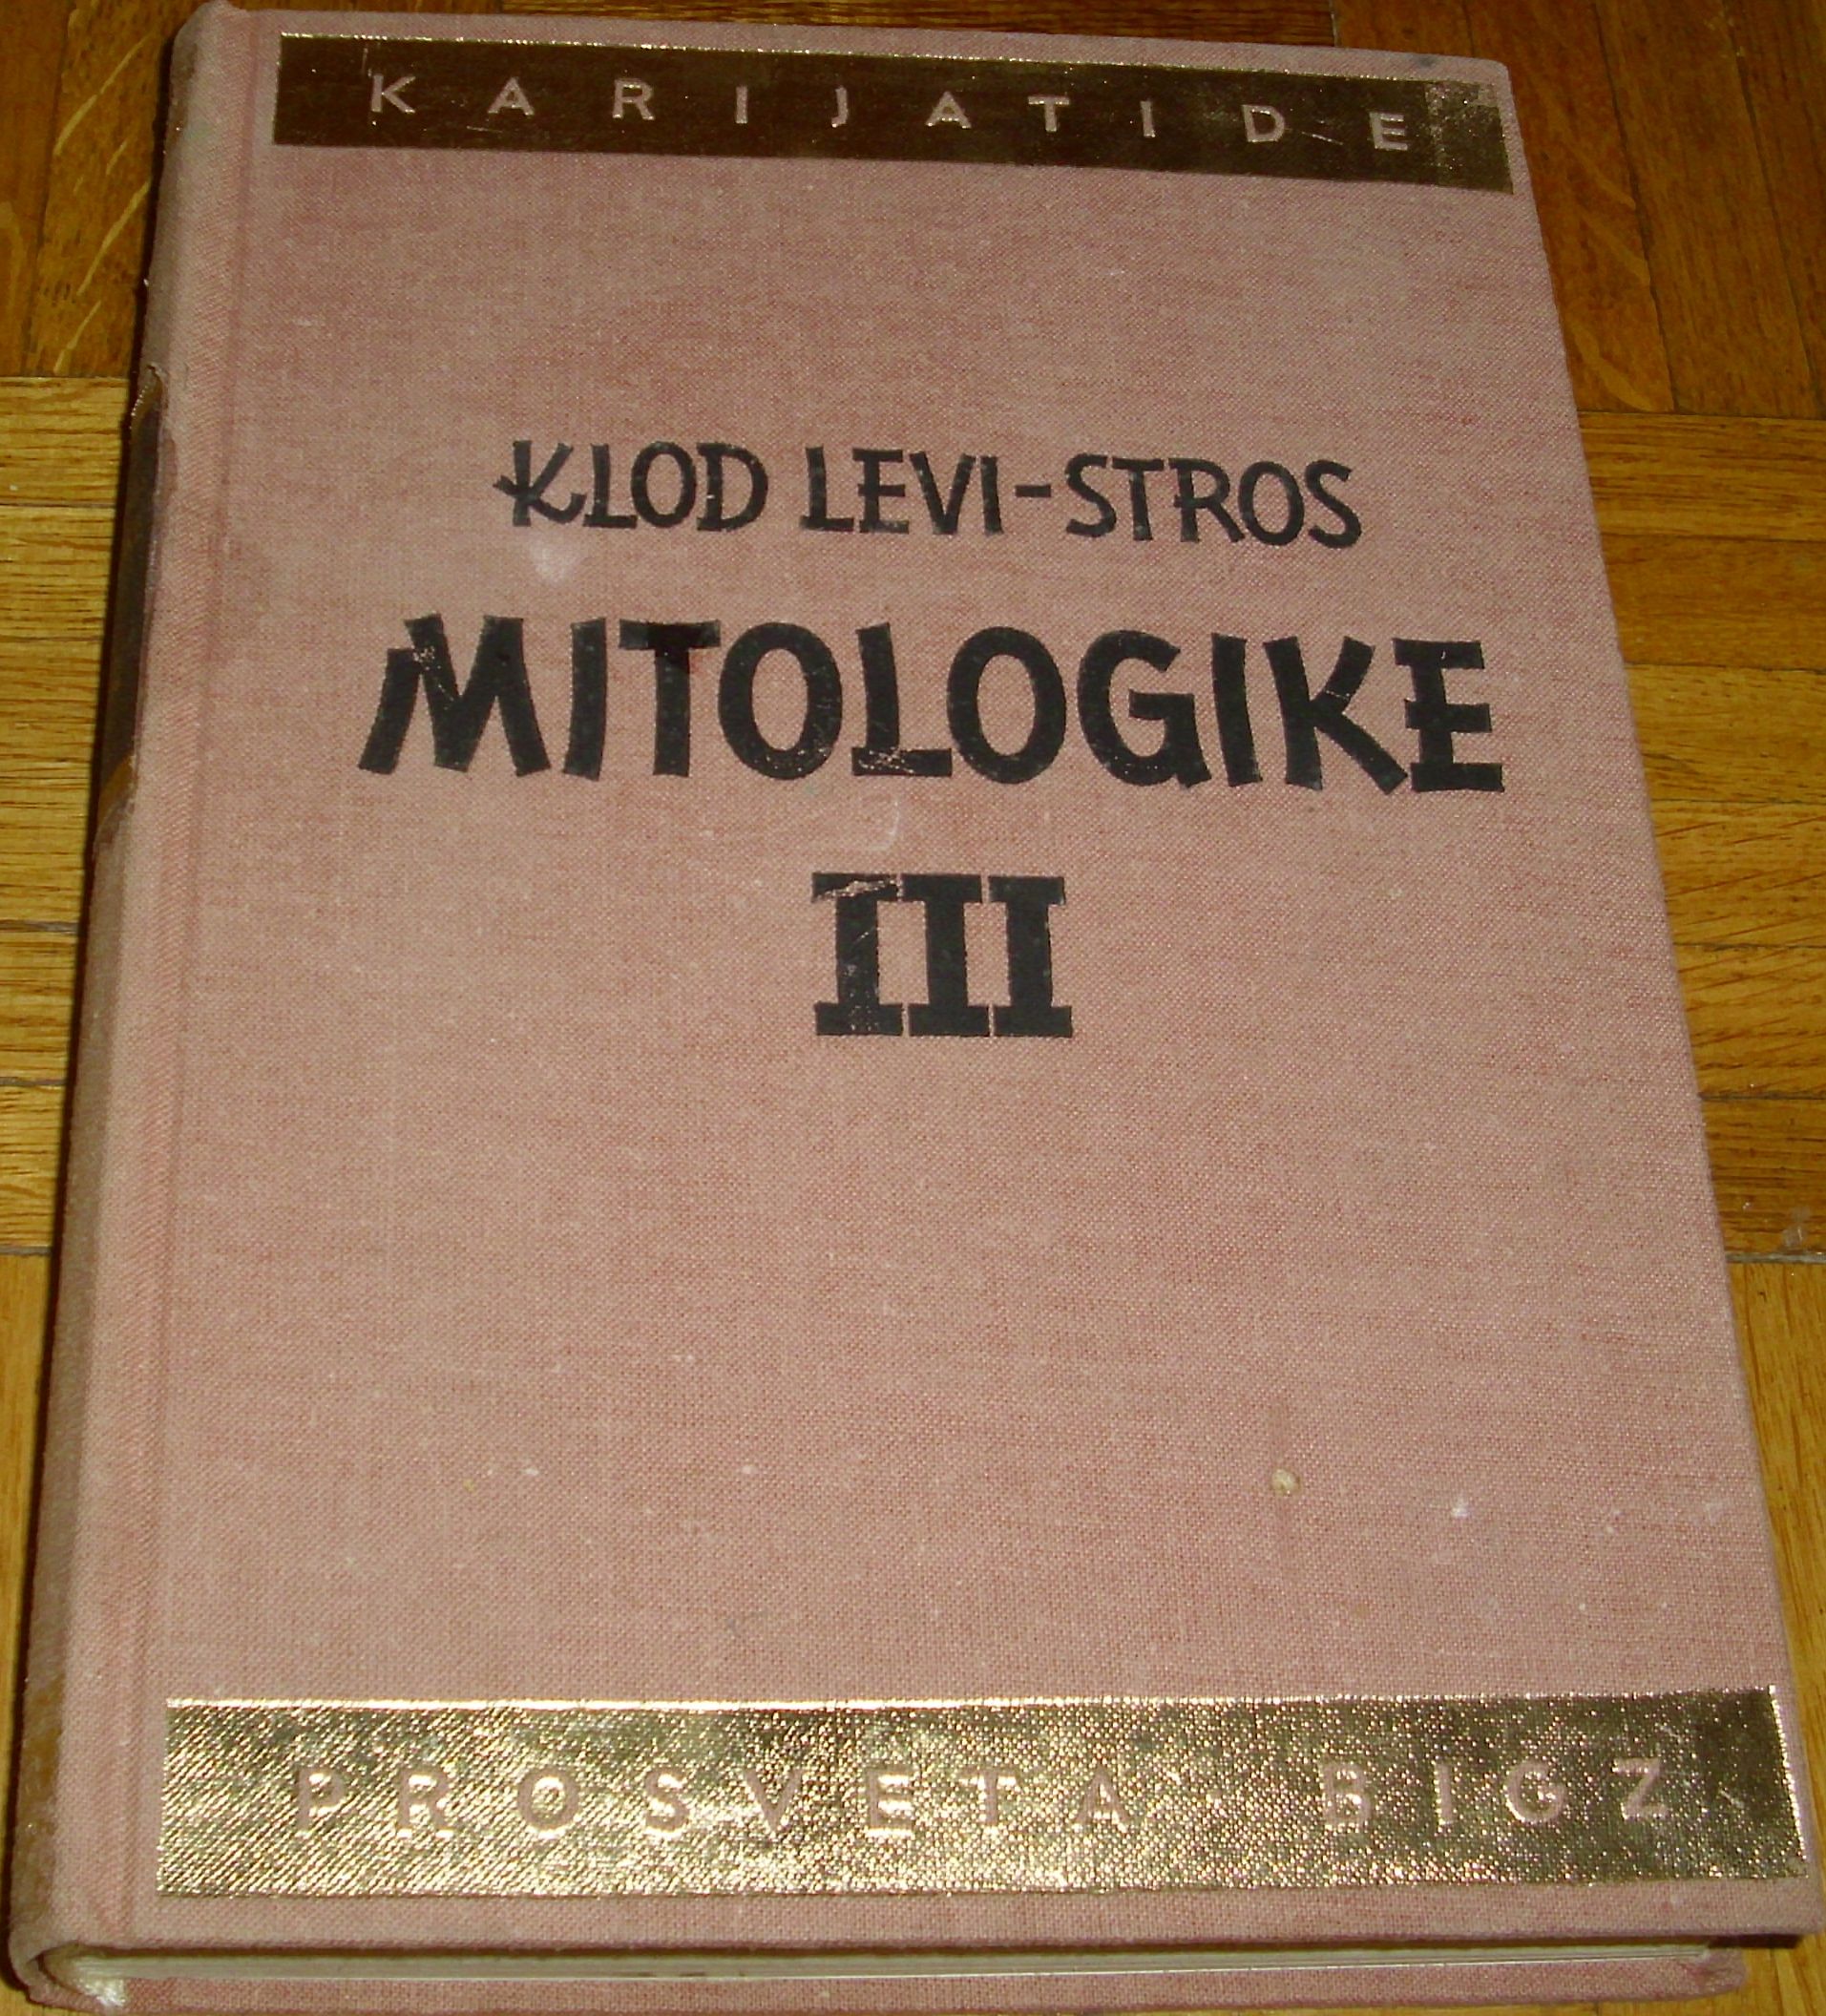 KARIJATIDE
KLOD LEVI-STROS
MITOLOGIKE
III
PROSVETA · BIGZ